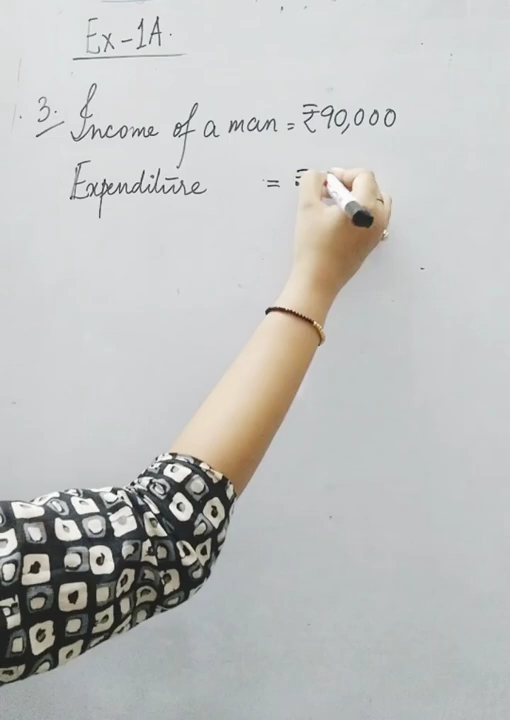 Ex-1A.
3. Income of a man = ₹90,000
Expenditure = ₹